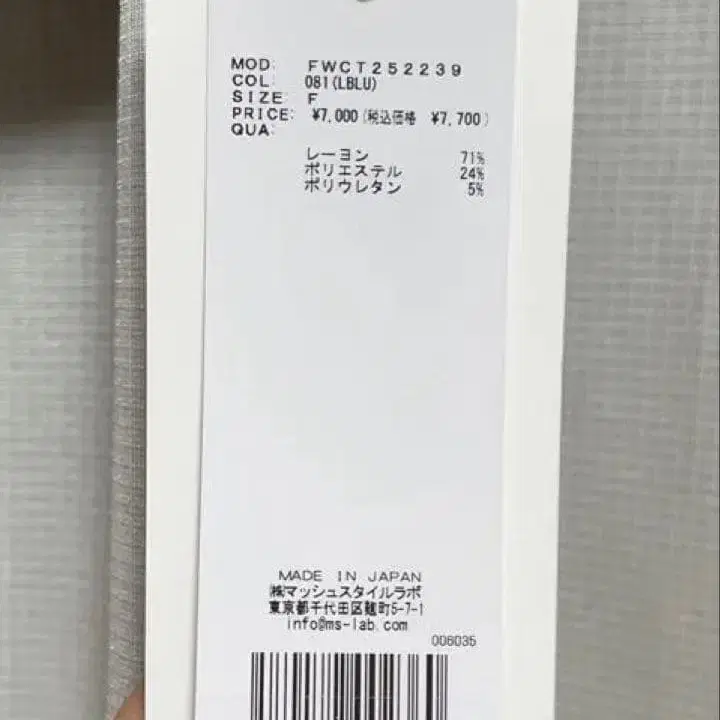 MOD: FWCT252239
COL: 081(LBLU)
SIZE F
PRICE: ¥7,000(税込価格 ¥7,700)
QUA:
レーヨン 71%
ポリエステル 24%
ポリウレタン 5%
MADE IN JAPAN
㈱マッシュスタイルラボ
東京都千代田区麹町5-7-1
info@ms-lab.com
006035